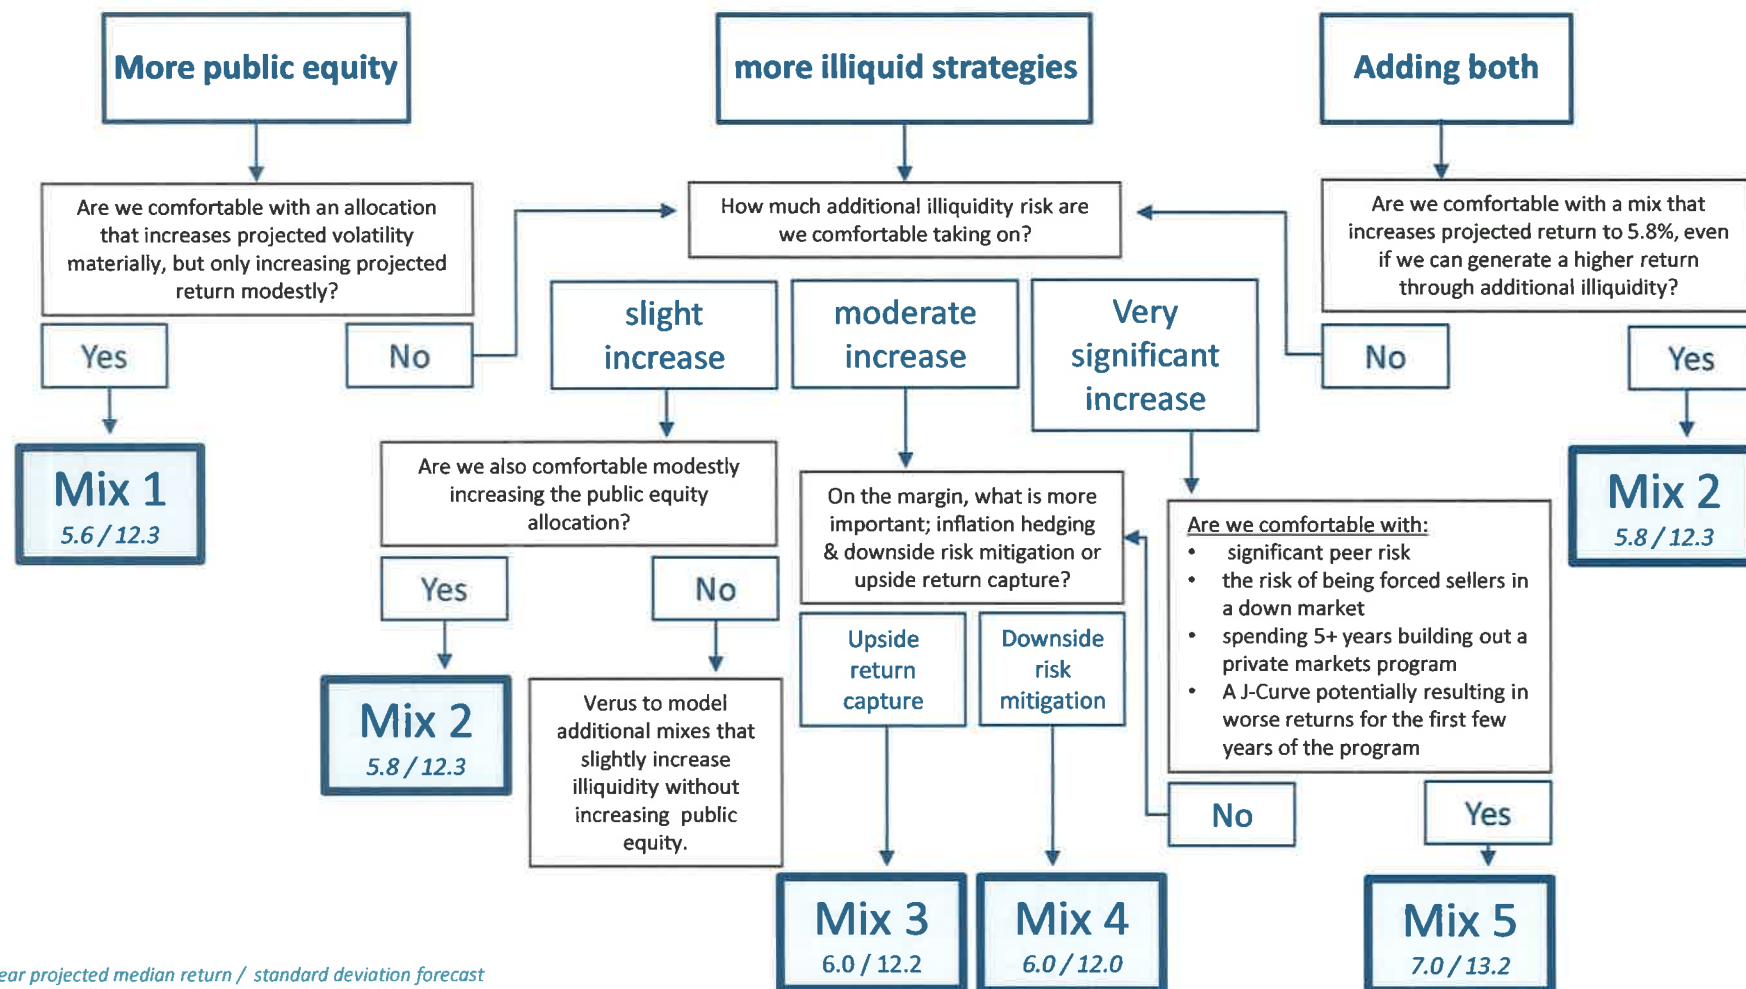 More public equity
more illiquid strategies
Adding both
Are we comfortable with an allocation
that increases projected volatility
materially, but only increasing projected
return modestly?
How much additional illiquidity risk are
we comfortable taking on?
Are we comfortable with a mix that
increases projected return to 5.8%, even
if we can generate a higher return
through additional illiquidity?
Yes
No
slight
increase
moderate
increase
Very
significant
increase
No
Yes
Mix 1
5.6 / 12.3
Are we also comfortable modestly
increasing the public equity
allocation?
On the margin, what is more
important; inflation hedging
& downside risk mitigation or
upside return capture?
Are we comfortable with:
• significant peer risk
• the risk of being forced sellers in
a down market
• spending 5+ years building out a
private markets program
• A J-Curve potentially resulting in
worse returns for the first few
years of the program
Mix 2
5.8 / 12.3
Yes
No
Upside
return
capture
Downside
risk
mitigation
Mix 2
5.8 / 12.3
Verus to model
additional mixes that
slightly increase
illiquidity without
increasing public
equity.
No
Yes
Mix 3
6.0 / 12.2
Mix 4
6.0 / 12.0
Mix 5
7.0 / 13.2
ear projected median return / standard deviation forecast